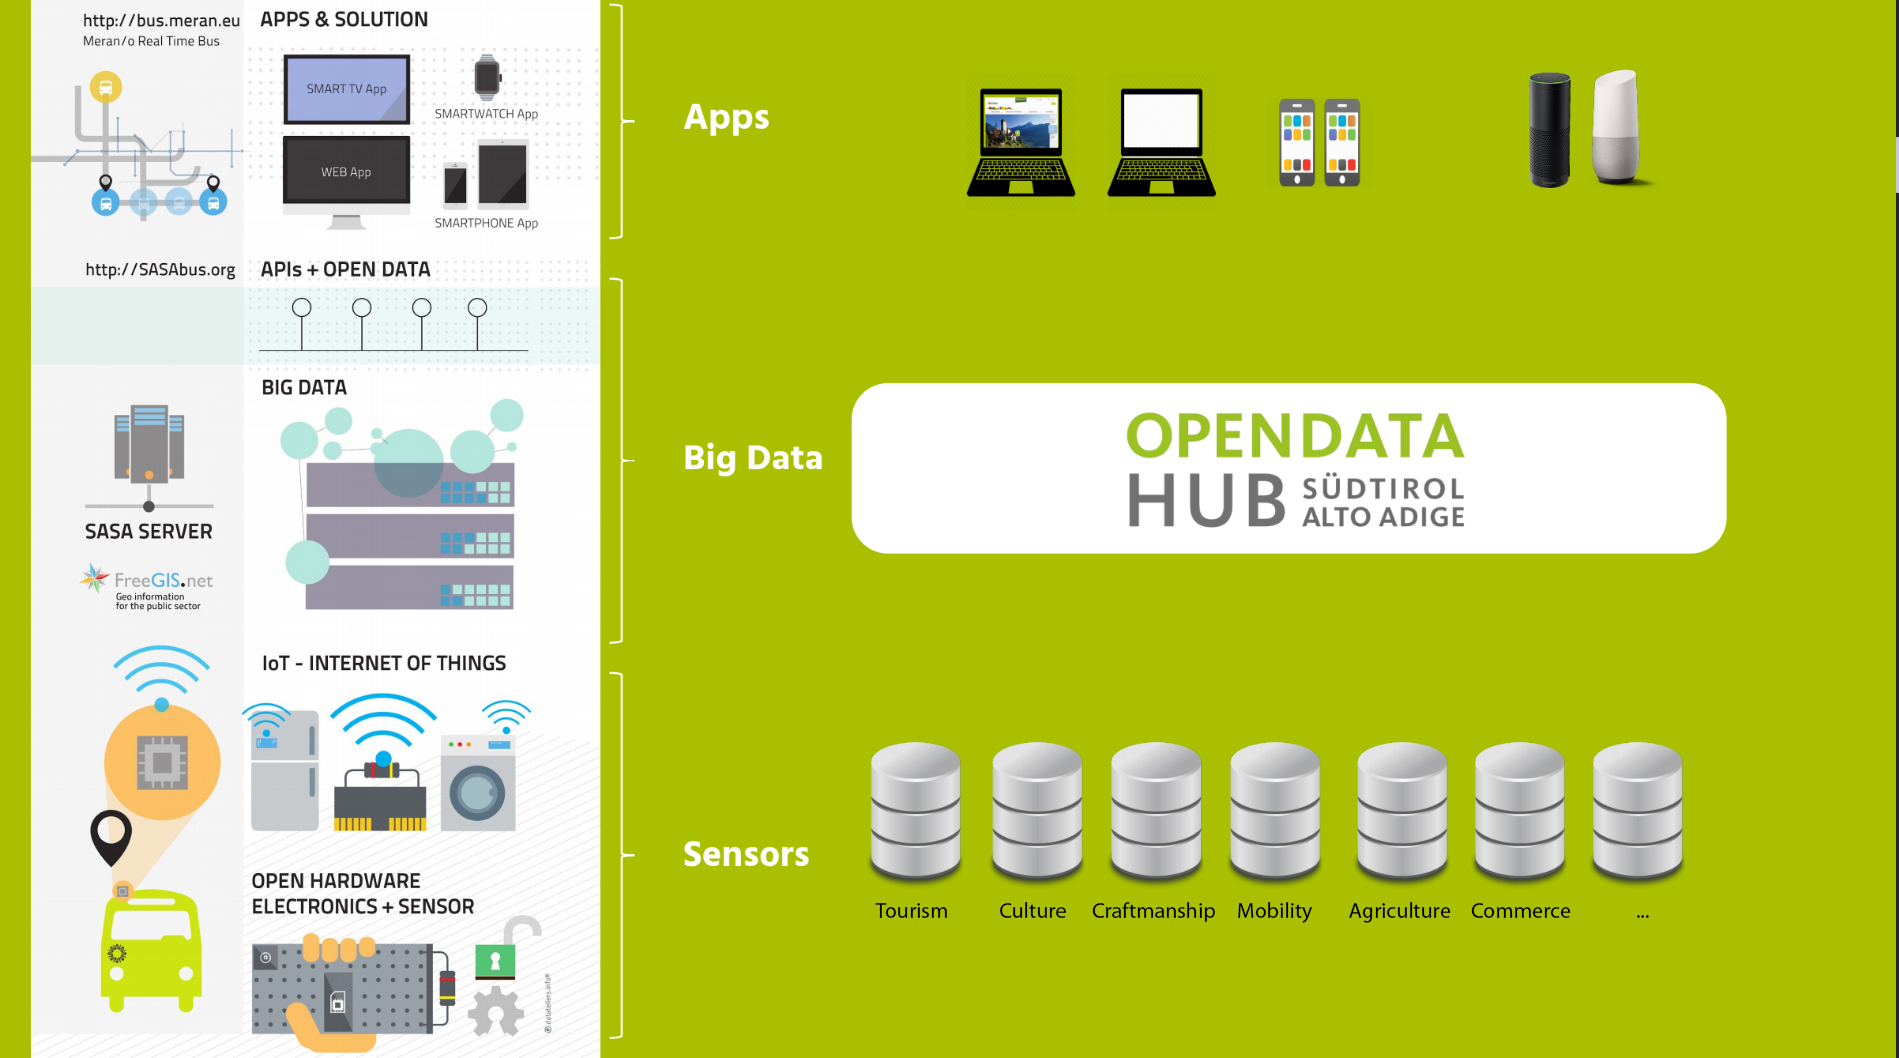 http://bus.meran.eu
Meran/o Real Time Bus
APPS & SOLUTION
SMART TV App
SMARTWATCH App
WEB App
SMARTPHONE App
http://SASAbus.org
APIs + OPEN DATA
BIG DATA
SASA SERVER
FreeGIS.net
Geo information
for the public sector
IoT - INTERNET OF THINGS
OPEN HARDWARE
ELECTRONICS + SENSOR
© datatellers.info®
Apps
Big Data
OPENDATA
HUB SÜDTIROL
ALTO ADIGE
Sensors
Tourism
Culture
Craftmanship
Mobility
Agriculture
Commerce
...